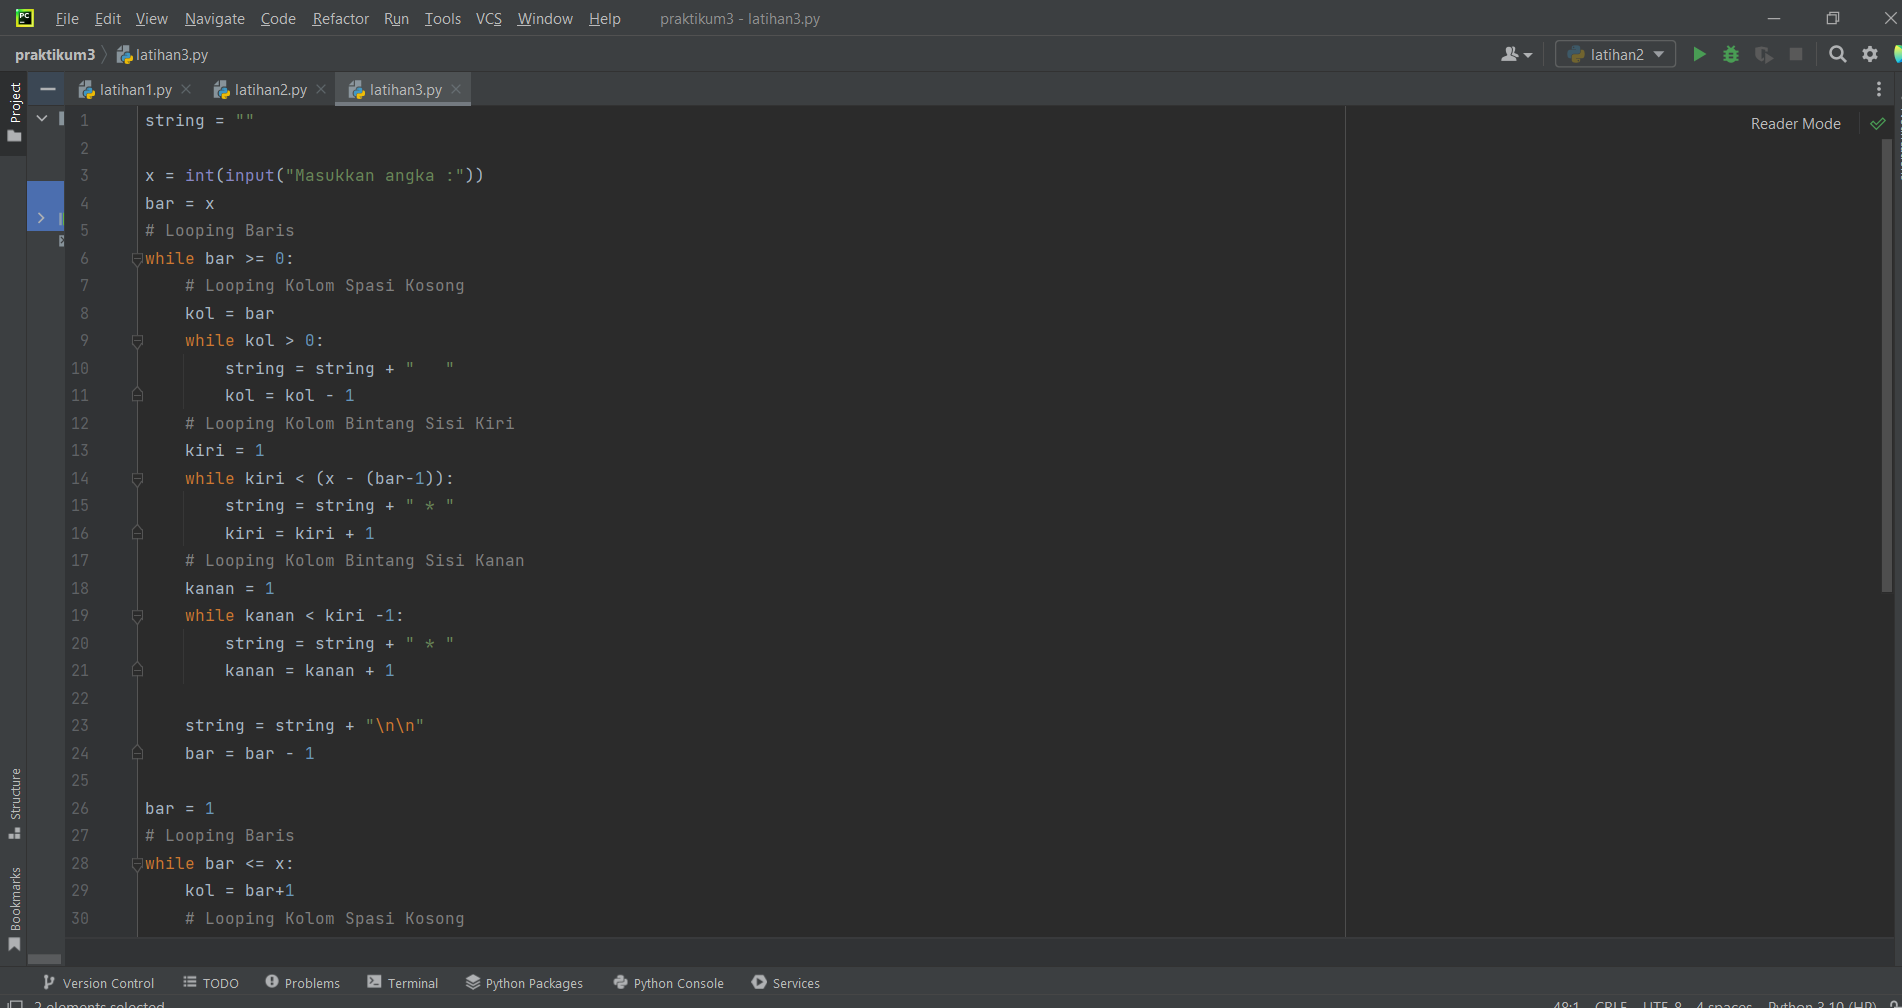 PC File Edit View Navigate Code Refactor Run Tools VCS Window Help praktikum3 - latihan3.py
praktikum3 latihan3.py latihan2
Project
latihan1.py latihan2.py latihan3.py
Reader Mode
1 string = ""
2
3 x = int(input("Masukkan angka :"))
4 bar = x
5 # Looping Baris
6 while bar >= 0:
7     # Looping Kolom Spasi Kosong
8     kol = bar
9     while kol > 0:
10         string = string + "   "
11         kol = kol - 1
12     # Looping Kolom Bintang Sisi Kiri
13     kiri = 1
14     while kiri < (x - (bar-1)):
15         string = string + " * "
16         kiri = kiri + 1
17     # Looping Kolom Bintang Sisi Kanan
18     kanan = 1
19     while kanan < kiri -1:
20         string = string + " * "
21         kanan = kanan + 1
22
23     string = string + "\n\n"
24     bar = bar - 1
25
26 bar = 1
27 # Looping Baris
28 while bar <= x:
29     kol = bar+1
30     # Looping Kolom Spasi Kosong
Structure
Bookmarks
Version Control TODO Problems Terminal Python Packages Python Console Services
2 elements selected 48:1 CRLF UTF-8 4 spaces Python 3.10 (HP)